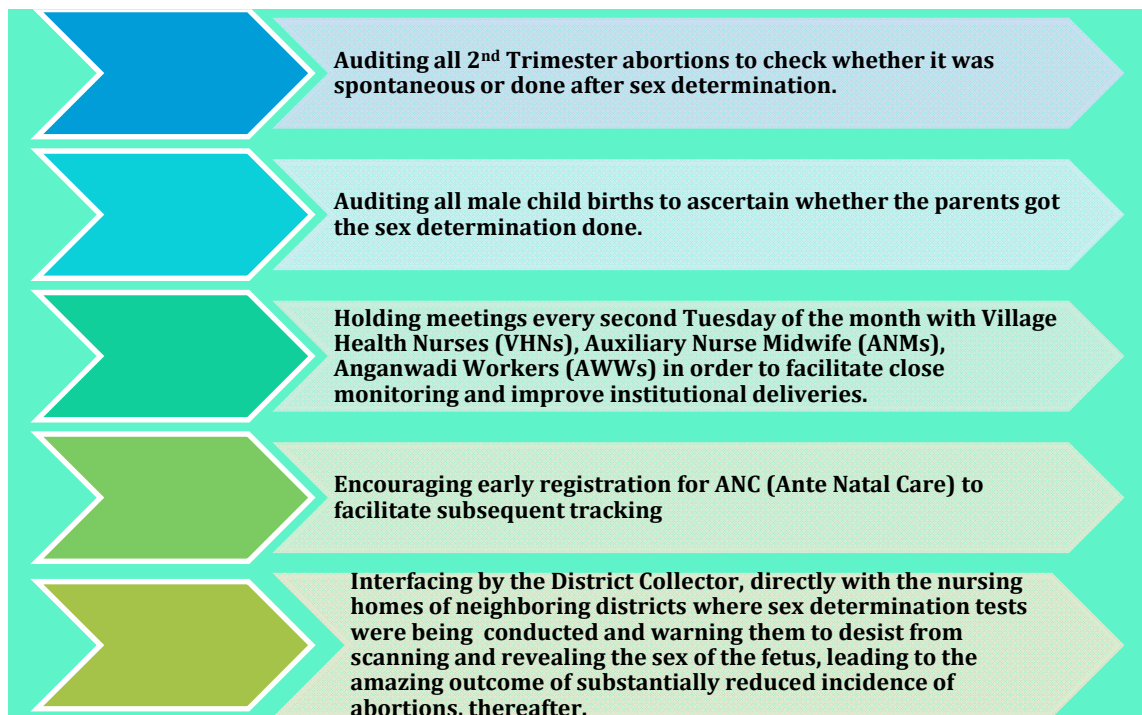 Auditing all 2nd Trimester abortions to check whether it was
spontaneous or done after sex determination.
Auditing all male child births to ascertain whether the parents got
the sex determination done.
Holding meetings every second Tuesday of the month with Village
Health Nurses (VHNs), Auxiliary Nurse Midwife (ANMs),
Anganwadi Workers (AWWs) in order to facilitate close
monitoring and improve institutional deliveries.
Encouraging early registration for ANC (Ante Natal Care) to
facilitate subsequent tracking
Interfacing by the District Collector, directly with the nursing
homes of neighboring districts where sex determination tests
were being conducted and warning them to desist from
scanning and revealing the sex of the fetus, leading to the
amazing outcome of substantially reduced incidence of
abortions, thereafter.